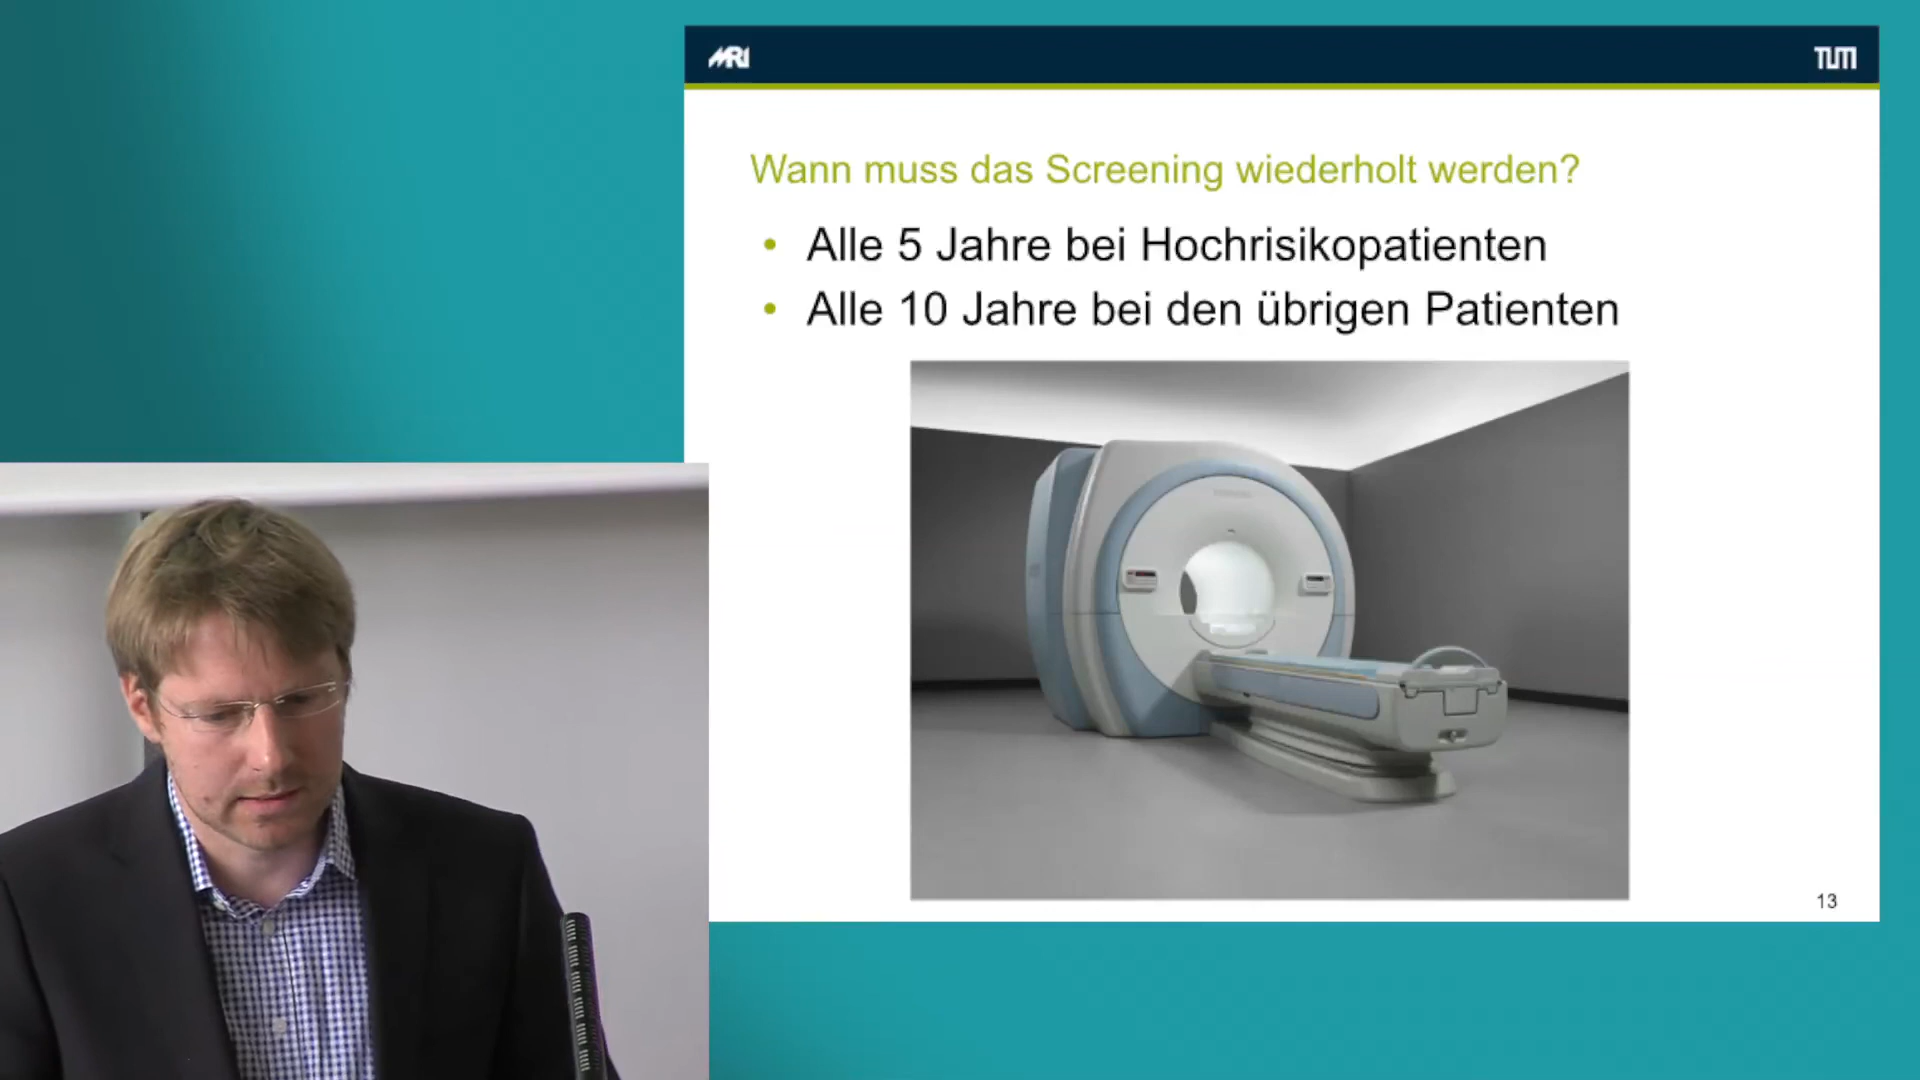 MRI
TUM
Wann muss das Screening wiederholt werden?
• Alle 5 Jahre bei Hochrisikopatienten
• Alle 10 Jahre bei den übrigen Patienten
13